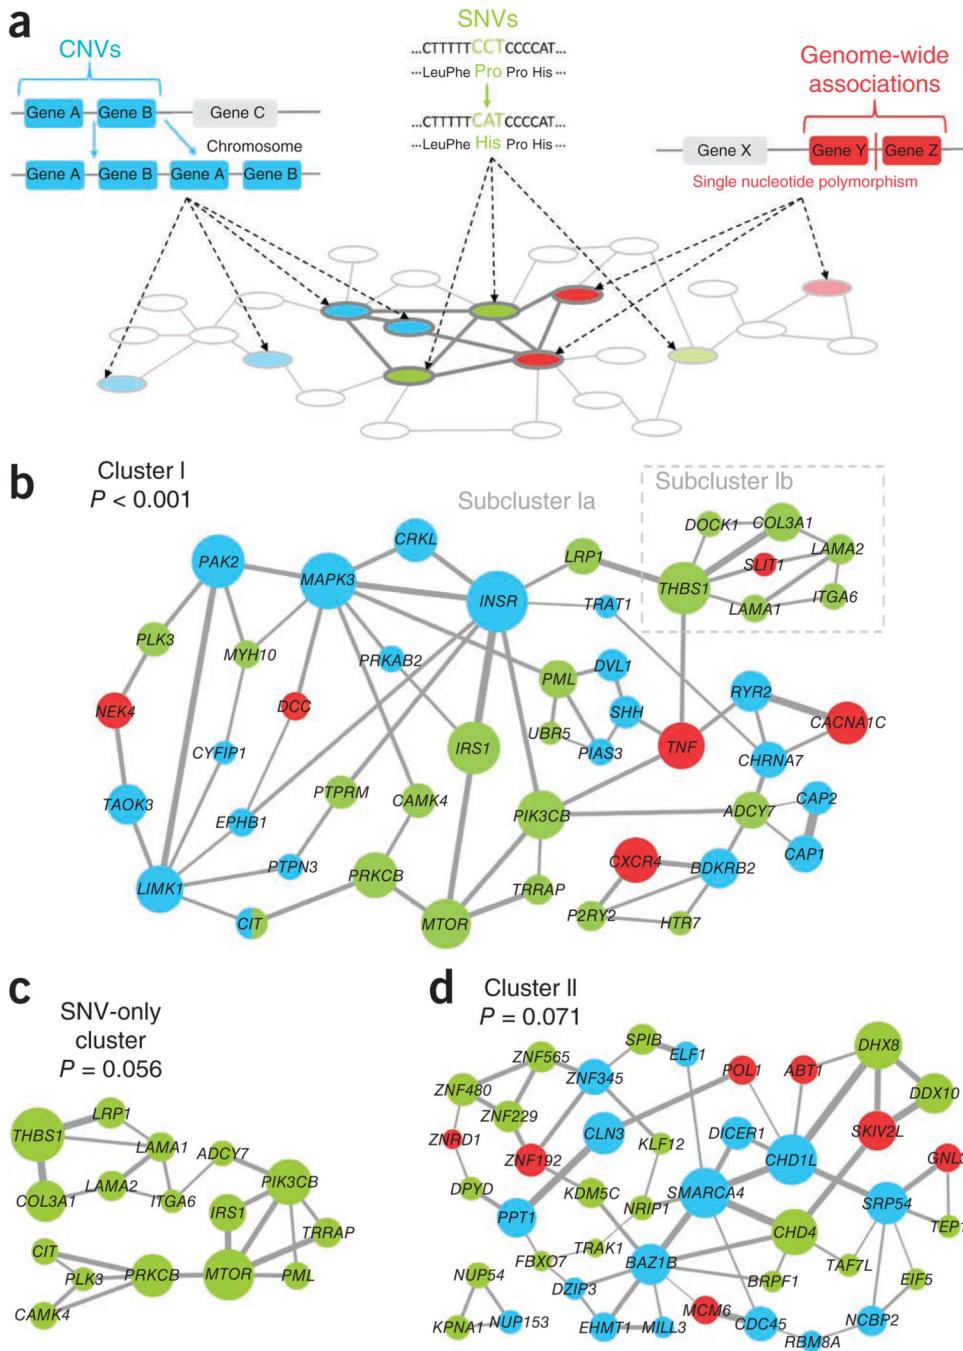 a
CNVs
Gene A
Gene B
Gene C
Chromosome
Gene A
Gene B
Gene A
Gene B
SNVs
...CTTTTTCCTCCCCAT...
...LeuPhe Pro Pro His...
...CTTTTTCATCCCCAT...
...LeuPhe His Pro His...
Genome-wide
associations
Gene X
Gene Y
Gene Z
Single nucleotide polymorphism
b
Cluster I
P < 0.001
Subcluster Ia
Subcluster Ib
DOCK1
COL3A1
CRKL
LRP1
LAMA2
PAK2
MAPK3
SLIT1
THBS1
INSR
TRAT1
LAMA1
ITGA6
PLK3
MYH10
PRKAB2
PML
DVL1
RYR2
NEK4
DCC
SHH
CACNA1C
UBR5
IRS1
CYFIP1
PIAS3
TNF
CHRNA7
PTPRM
CAMK4
CAP2
TAOK3
EPHB1
PIK3CB
ADCY7
CAP1
PTPN3
CXCR4
BDKRB2
LIMK1
PRKCB
TRRAP
P2RY2
CIT
MTOR
HTR7
c
SNV-only
cluster
P = 0.056
LRP1
THBS1
LAMA1
ADCY7
LAMA2
PIK3CB
COL3A1
ITGA6
IRS1
TRRAP
CIT
PLK3
PRKCB
MTOR
PML
CAMK4
d
Cluster II
P = 0.071
SPIB
ELF1
DHX8
ZNF565
POL1
ABT1
ZNF345
ZNF480
DDX10
ZNF229
CLN3
DICER1
SKIV2L
ZNRD1
KLF12
ZNF192
CHD1L
GNL3
DPYD
KDM5C
SMARCA4
SRP54
PPT1
NRIP1
TEP1
CHD4
TRAK1
FBXO7
BAZ1B
TAF7L
NUP54
BRPF1
EIF5
DZIP3
MCM6
KPNA1
NUP153
EHMT1
MILL3
CDC45
NCBP2
RBM8A